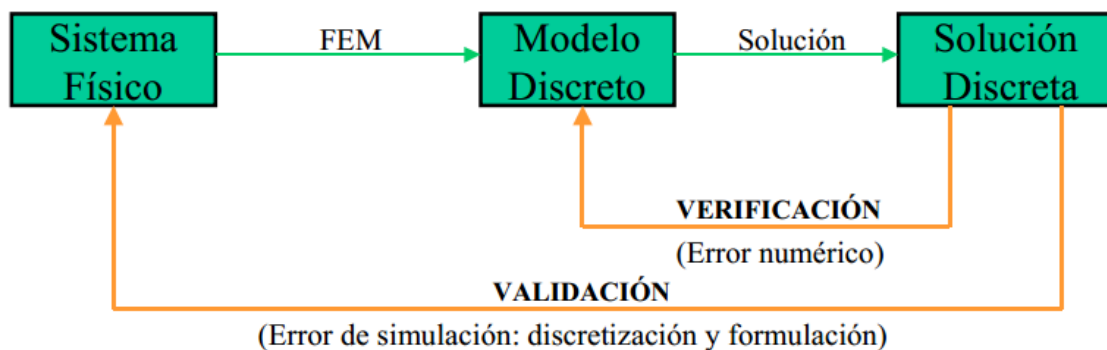 Sistema
Físico
FEM
Modelo
Discreto
Solución
Solución
Discreta
VERIFICACIÓN
(Error numérico)
VALIDACIÓN
(Error de simulación: discretización y formulación)